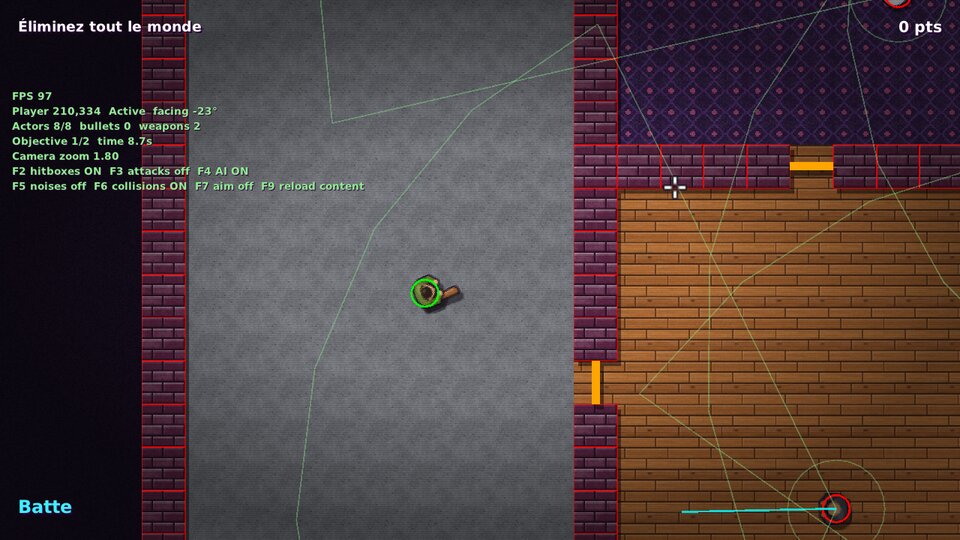 Éliminez tout le monde
0 pts
FPS 97
Player 210,334  Active  facing -23°
Actors 8/8  bullets 0  weapons 2
Objective 1/2  time 8.7s
Camera zoom 1.80
F2 hitboxes ON  F3 attacks off  F4 AI ON
F5 noises off  F6 collisions ON  F7 aim off  F9 reload content
Batte